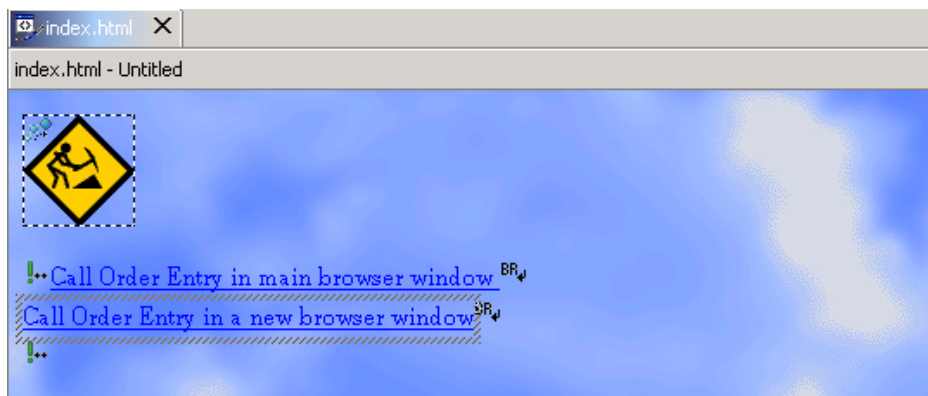 index.html
index.html - Untitled
Call Order Entry in main browser window BR
Call Order Entry in a new browser window BR